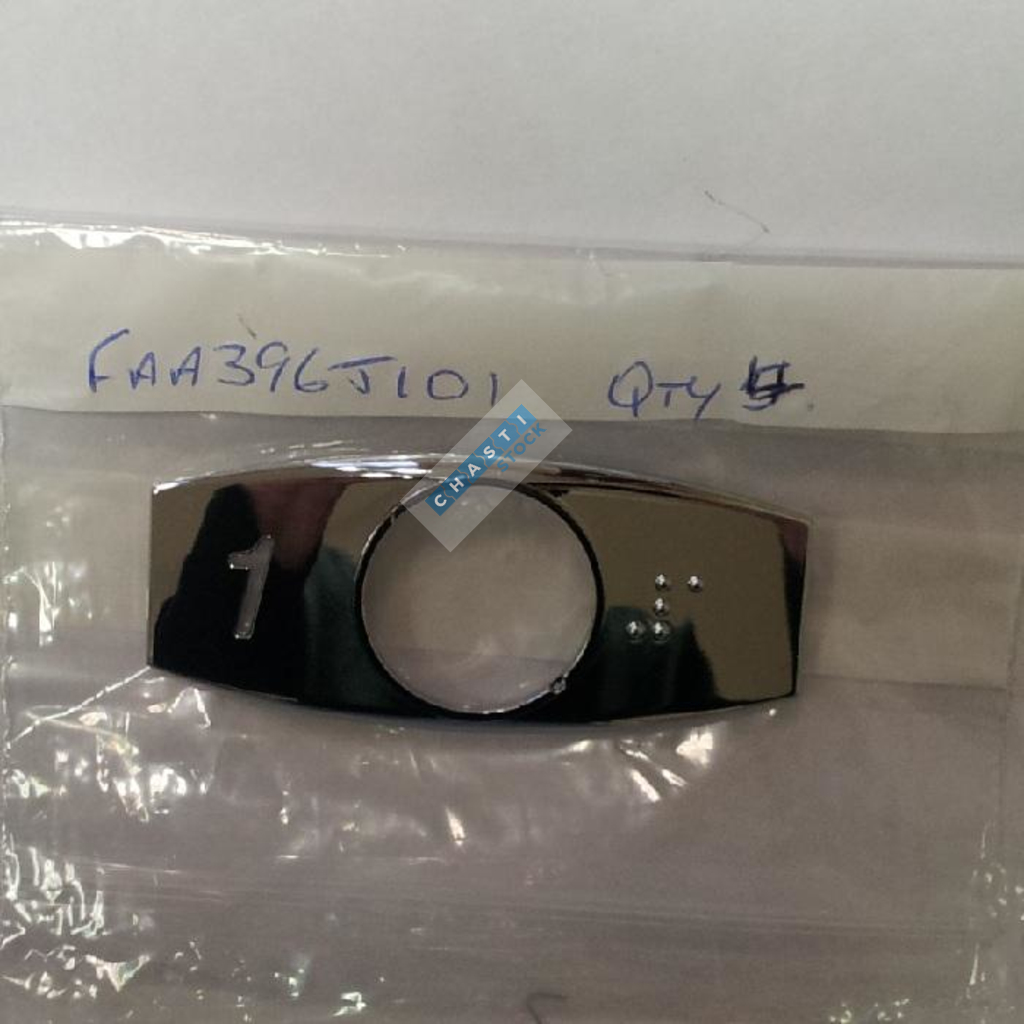 FAA396J101 QTY
CHASTI
STOCK
1